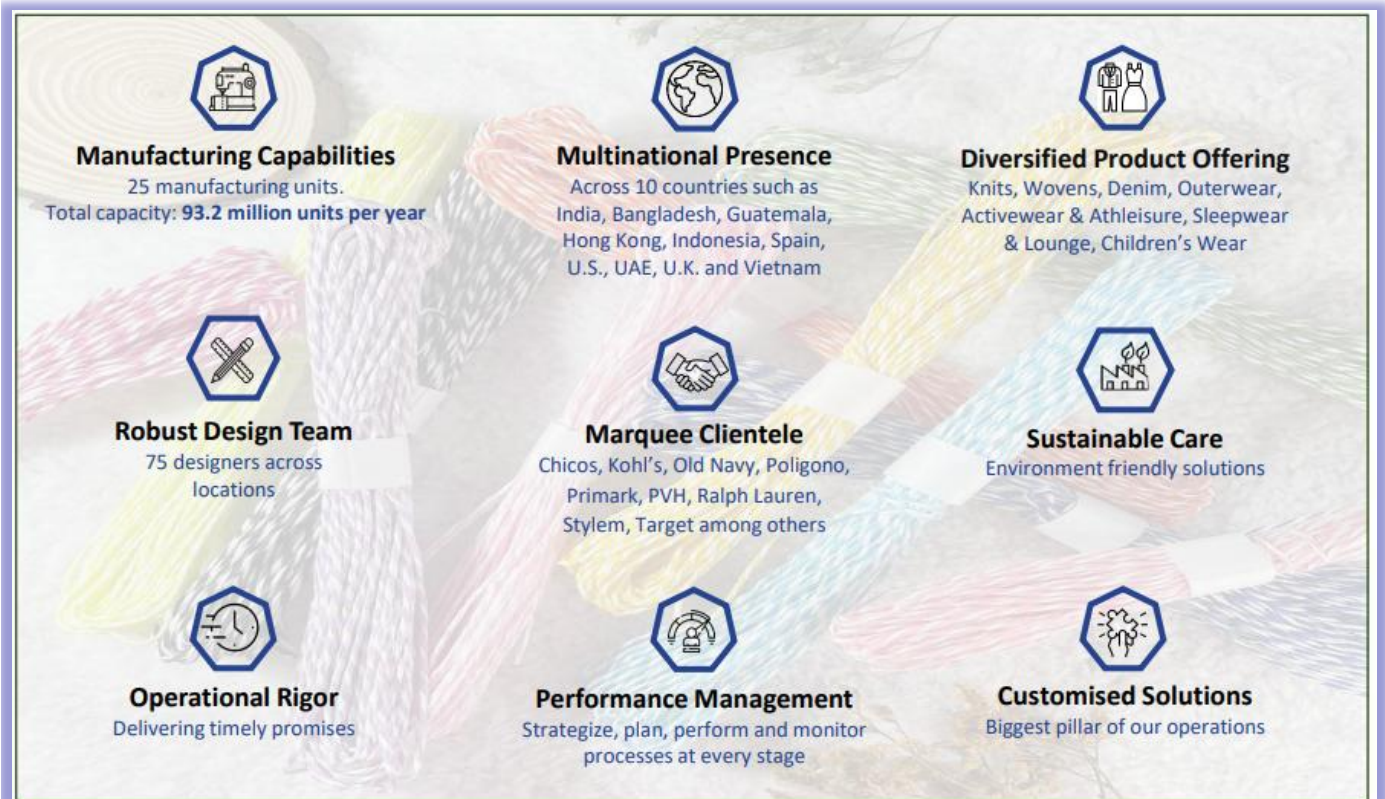 Manufacturing Capabilities
25 manufacturing units.
Total capacity: 93.2 million units per year
Multinational Presence
Across 10 countries such as
India, Bangladesh, Guatemala,
Hong Kong, Indonesia, Spain,
U.S., UAE, U.K. and Vietnam
Diversified Product Offering
Knits, Wovens, Denim, Outerwear,
Activewear & Athleisure, Sleepwear
& Lounge, Children's Wear
Robust Design Team
75 designers across
locations
Marquee Clientele
Chicos, Kohl's, Old Navy, Poligono,
Primark, PVH, Ralph Lauren,
Stylem, Target among others
Sustainable Care
Environment friendly solutions
Operational Rigor
Delivering timely promises
Performance Management
Strategize, plan, perform and monitor
processes at every stage
Customised Solutions
Biggest pillar of our operations